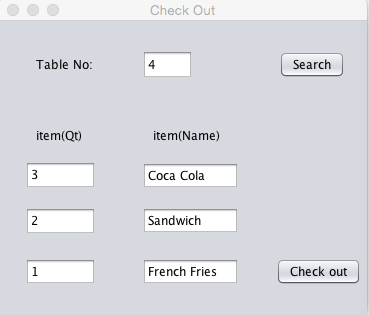 Check Out
Table No: 4 Search
item(Qt) item(Name)
3 Coca Cola
2 Sandwich
1 French Fries Check out